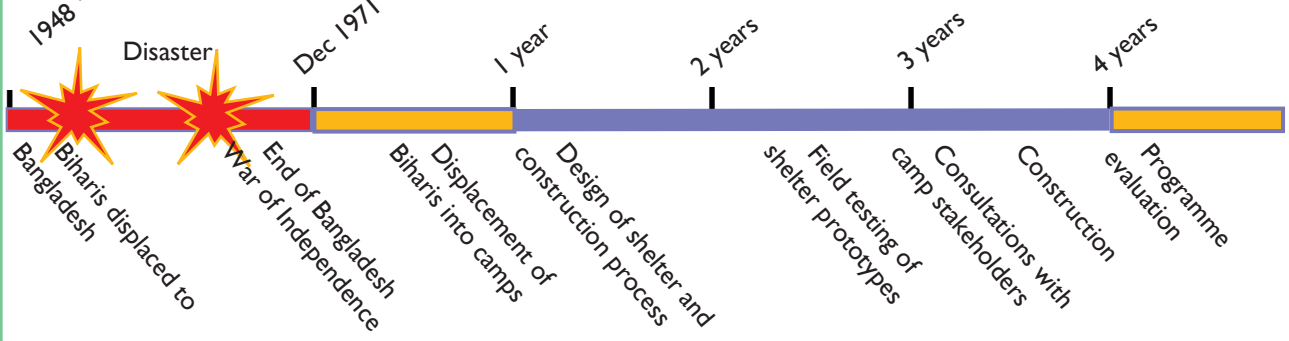 1948
Disaster
Dec 1971
1 year
2 years
3 years
4 years
Biharis displaced to
Bangladesh
End of Bangladesh
War of Independence
Displacement of
Biharis into camps
Design of shelter and
construction process
Field testing of
shelter prototypes
Consultations with
camp stakeholders
Construction
Programme
evaluation